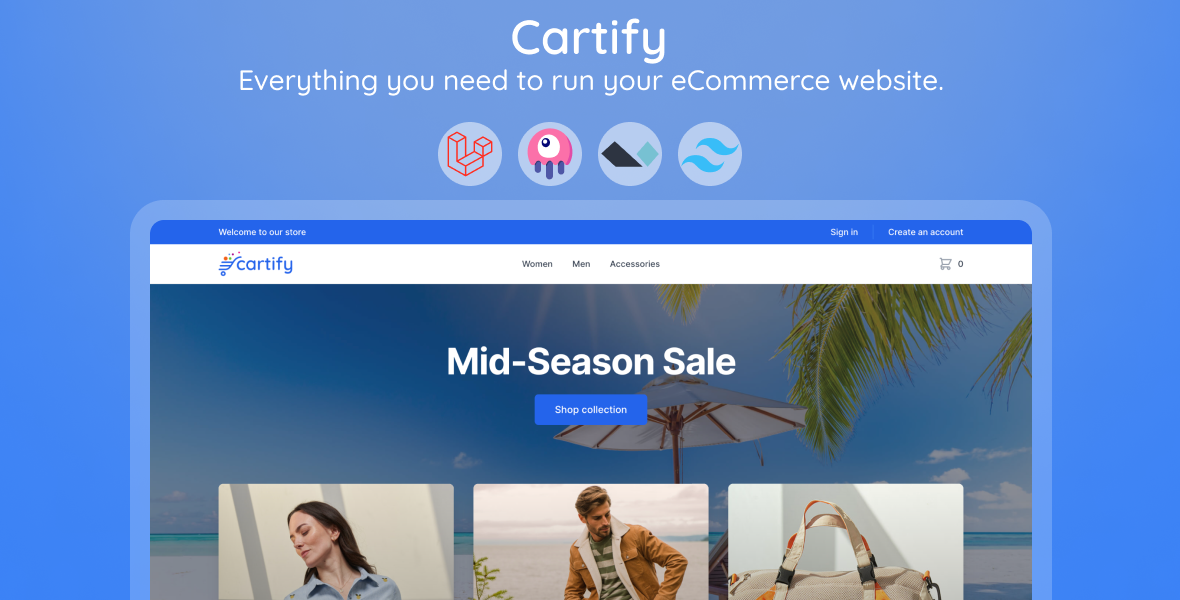 Cartify
Everything you need to run your eCommerce website.
Welcome to our store
Sign in
Create an account
cartify
Women
Men
Accessories
0
Mid-Season Sale
Shop collection